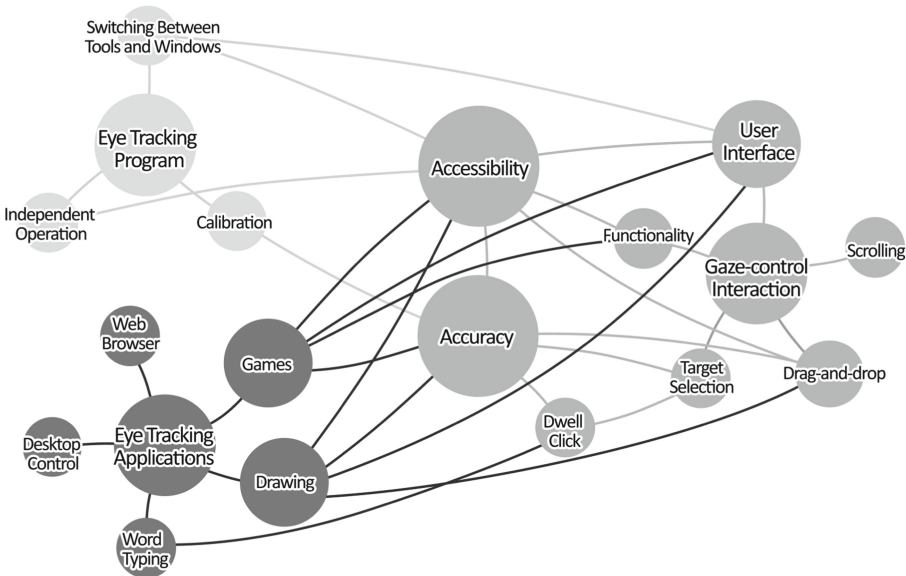 Switching Between
Tools and Windows
Eye Tracking
Program
Accessibility
User
Interface
Independent
Operation
Calibration
Functionality
Scrolling
Gaze-control
Interaction
Web
Browser
Games
Accuracy
Target
Selection
Drag-and-drop
Desktop
Control
Eye Tracking
Applications
Drawing
Dwell
Click
Word
Typing